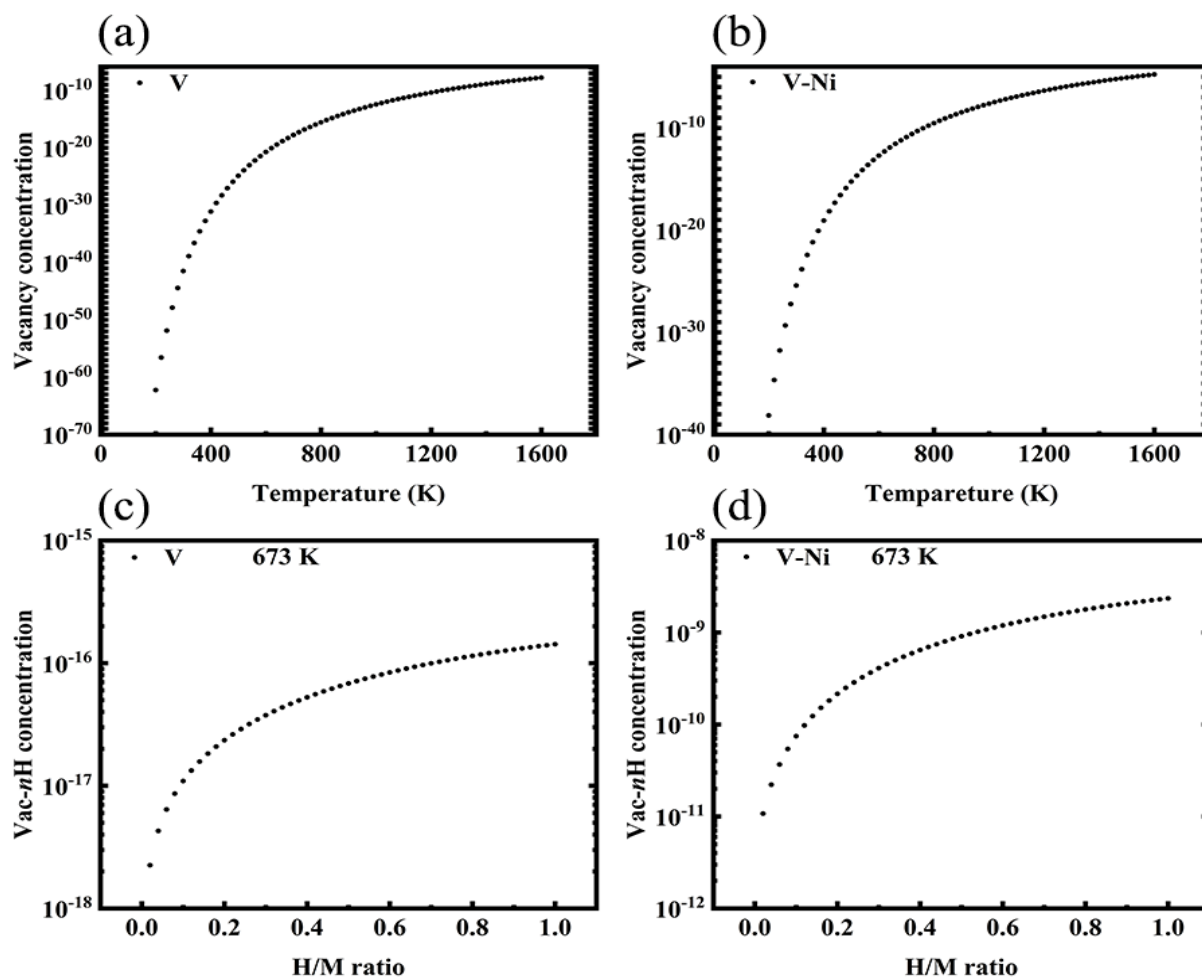 (a)
Vacancy concentration
10⁻¹⁰
10⁻²⁰
10⁻³⁰
10⁻⁴⁰
10⁻⁵⁰
10⁻⁶⁰
10⁻⁷⁰
V
0 400 800 1200 1600
Temperature (K)
(b)
Vacancy concentration
10⁻¹⁰
10⁻²⁰
10⁻³⁰
10⁻⁴⁰
V-Ni
0 400 800 1200 1600
Tempareture (K)
(c)
Vac-nH concentration
10⁻¹⁵
10⁻¹⁶
10⁻¹⁷
10⁻¹⁸
V 673 K
0.0 0.2 0.4 0.6 0.8 1.0
H/M ratio
(d)
Vac-nH concentration
10⁻⁸
10⁻⁹
10⁻¹⁰
10⁻¹¹
10⁻¹²
V-Ni 673 K
0.0 0.2 0.4 0.6 0.8 1.0
H/M ratio